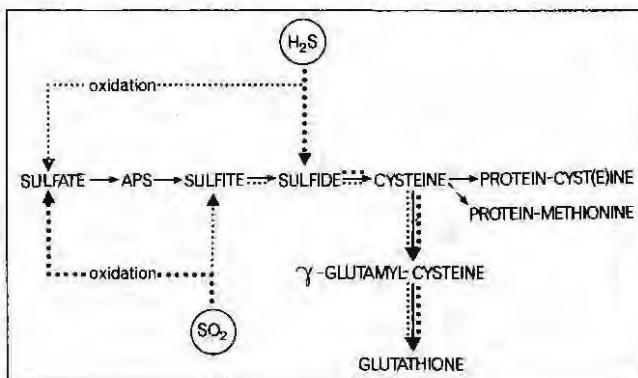 H₂S
oxidation
SULFATE APS SULFITE SULFIDE CYSTEINE PROTEIN-CYST(E)INE
PROTEIN-METHIONINE
oxidation
γ-GLUTAMYL-CYSTEINE
SO₂
GLUTATHIONE